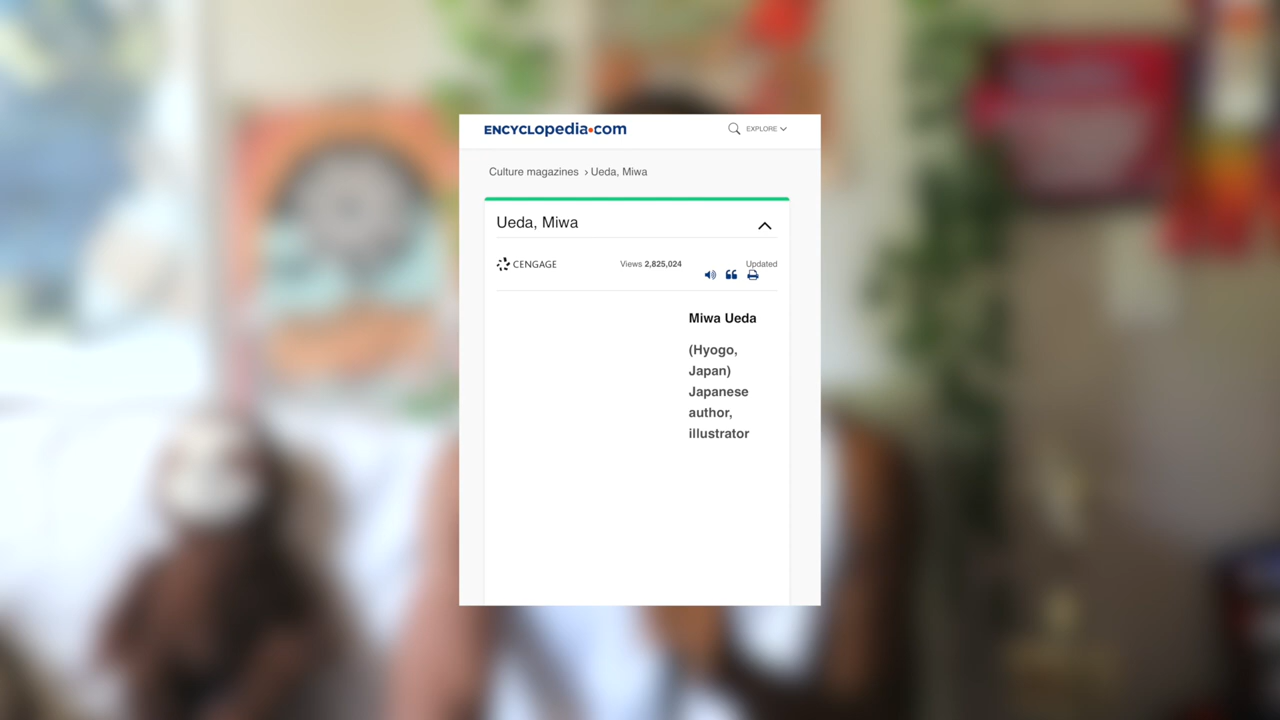 ENCYCLOPEDIA.COM
EXPLORE
Culture magazines › Ueda, Miwa
Ueda, Miwa
CENGAGE
Views 2,825,024
Updated
Miwa Ueda
(Hyogo,
Japan)
Japanese
author,
illustrator